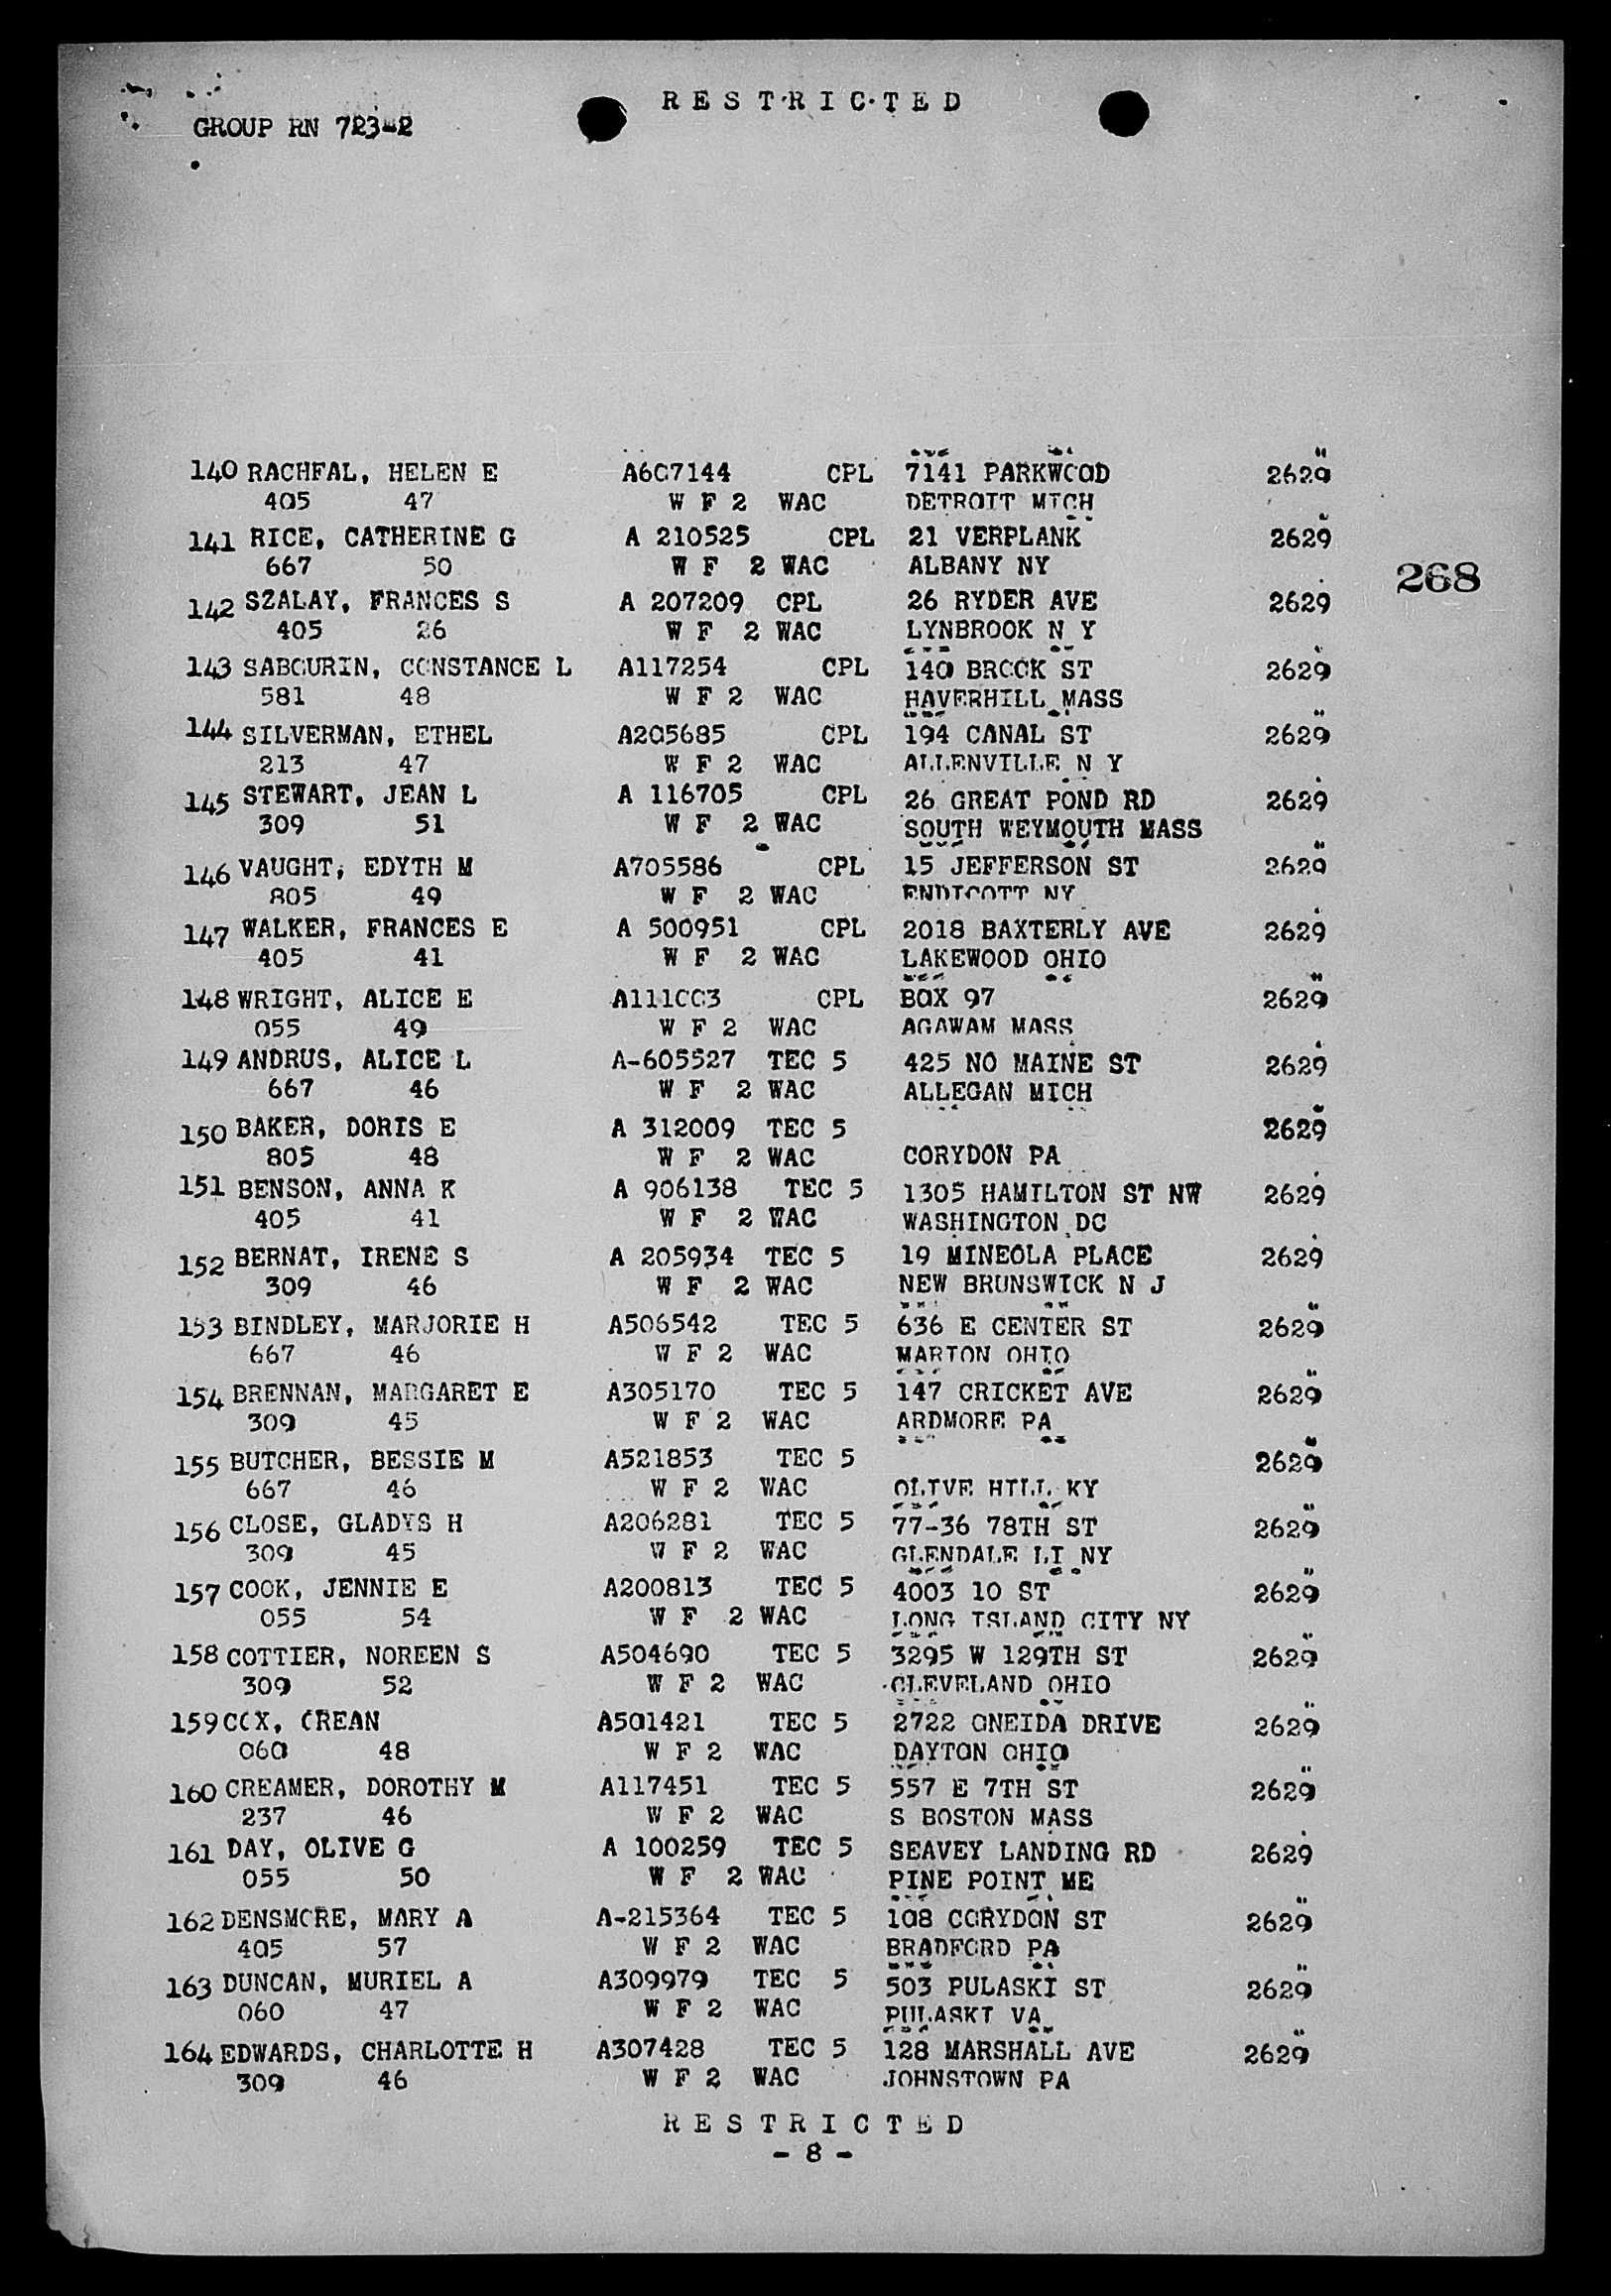 RESTRICTED
GROUP RN 723-2
140 RACHFAL, HELEN E A607144 CPL 7141 PARKWOOD 2629
405 47 W F 2 WAC DETROIT MICH
141 RICE, CATHERINE G A 210525 CPL 21 VERPLANK 2629
667 50 W F 2 WAC ALBANY NY
268
142 SZALAY, FRANCES S A 207209 CPL 26 RYDER AVE 2629
405 26 W F 2 WAC LYNBROOK N Y
143 SABOURIN, CONSTANCE L A117254 CPL 140 BROOK ST 2629
581 48 W F 2 WAC HAVERHILL MASS
144 SILVERMAN, ETHEL A205685 CPL 194 CANAL ST 2629
213 47 W F 2 WAC ALLENVILLE N Y
145 STEWART, JEAN L A 116705 CPL 26 GREAT POND RD 2629
309 51 W F 2 WAC SOUTH WEYMOUTH MASS
146 VAUGHT, EDYTH M A705586 CPL 15 JEFFERSON ST 2629
805 49 W F 2 WAC ENDICOTT NY
147 WALKER, FRANCES E A 500951 CPL 2018 BAXTERLY AVE 2629
405 41 W F 2 WAC LAKEWOOD OHIO
148 WRIGHT, ALICE E A111003 CPL BOX 97 2629
055 49 W F 2 WAC AGAWAM MASS
149 ANDRUS, ALICE L A-605527 TEC 5 425 NO MAINE ST 2629
667 46 W F 2 WAC ALLEGAN MICH
150 BAKER, DORIS E A 312009 TEC 5 2629
805 48 W F 2 WAC CORYDON PA
151 BENSON, ANNA K A 906138 TEC 5 1305 HAMILTON ST NW 2629
405 41 W F 2 WAC WASHINGTON DC
152 BERNAT, IRENE S A 205934 TEC 5 19 MINEOLA PLACE 2629
309 46 W F 2 WAC NEW BRUNSWICK N J
153 BINDLEY, MARJORIE H A506542 TEC 5 636 E CENTER ST 2629
667 46 W F 2 WAC MARION OHIO
154 BRENNAN, MARGARET E A305170 TEC 5 147 CRICKET AVE 2629
309 45 W F 2 WAC ARDMORE PA
155 BUTCHER, BESSIE M A521853 TEC 5 2629
667 46 W F 2 WAC OLIVE HILL KY
156 CLOSE, GLADYS H A206281 TEC 5 77-36 78TH ST 2629
309 45 W F 2 WAC GLENDALE LI NY
157 COOK, JENNIE E A200813 TEC 5 4003 10 ST 2629
055 54 W F 2 WAC LONG ISLAND CITY NY
158 COTTIER, NOREEN S A504690 TEC 5 3295 W 129TH ST 2629
309 52 W F 2 WAC CLEVELAND OHIO
159 COX, OREAN A501421 TEC 5 2722 ONEIDA DRIVE 2629
060 48 W F 2 WAC DAYTON OHIO
160 CREAMER, DOROTHY M A117451 TEC 5 557 E 7TH ST 2629
237 46 W F 2 WAC S BOSTON MASS
161 DAY, OLIVE G A 100259 TEC 5 SEAVEY LANDING RD 2629
055 50 W F 2 WAC PINE POINT ME
162 DENSMORE, MARY A A-215364 TEC 5 108 CORYDON ST 2629
405 57 W F 2 WAC BRADFORD PA
163 DUNCAN, MURIEL A A309979 TEC 5 503 PULASKI ST 2629
060 47 W F 2 WAC PULASKI VA
164 EDWARDS, CHARLOTTE H A307428 TEC 5 128 MARSHALL AVE 2629
309 46 W F 2 WAC JOHNSTOWN PA
RESTRICTED
- 8 -